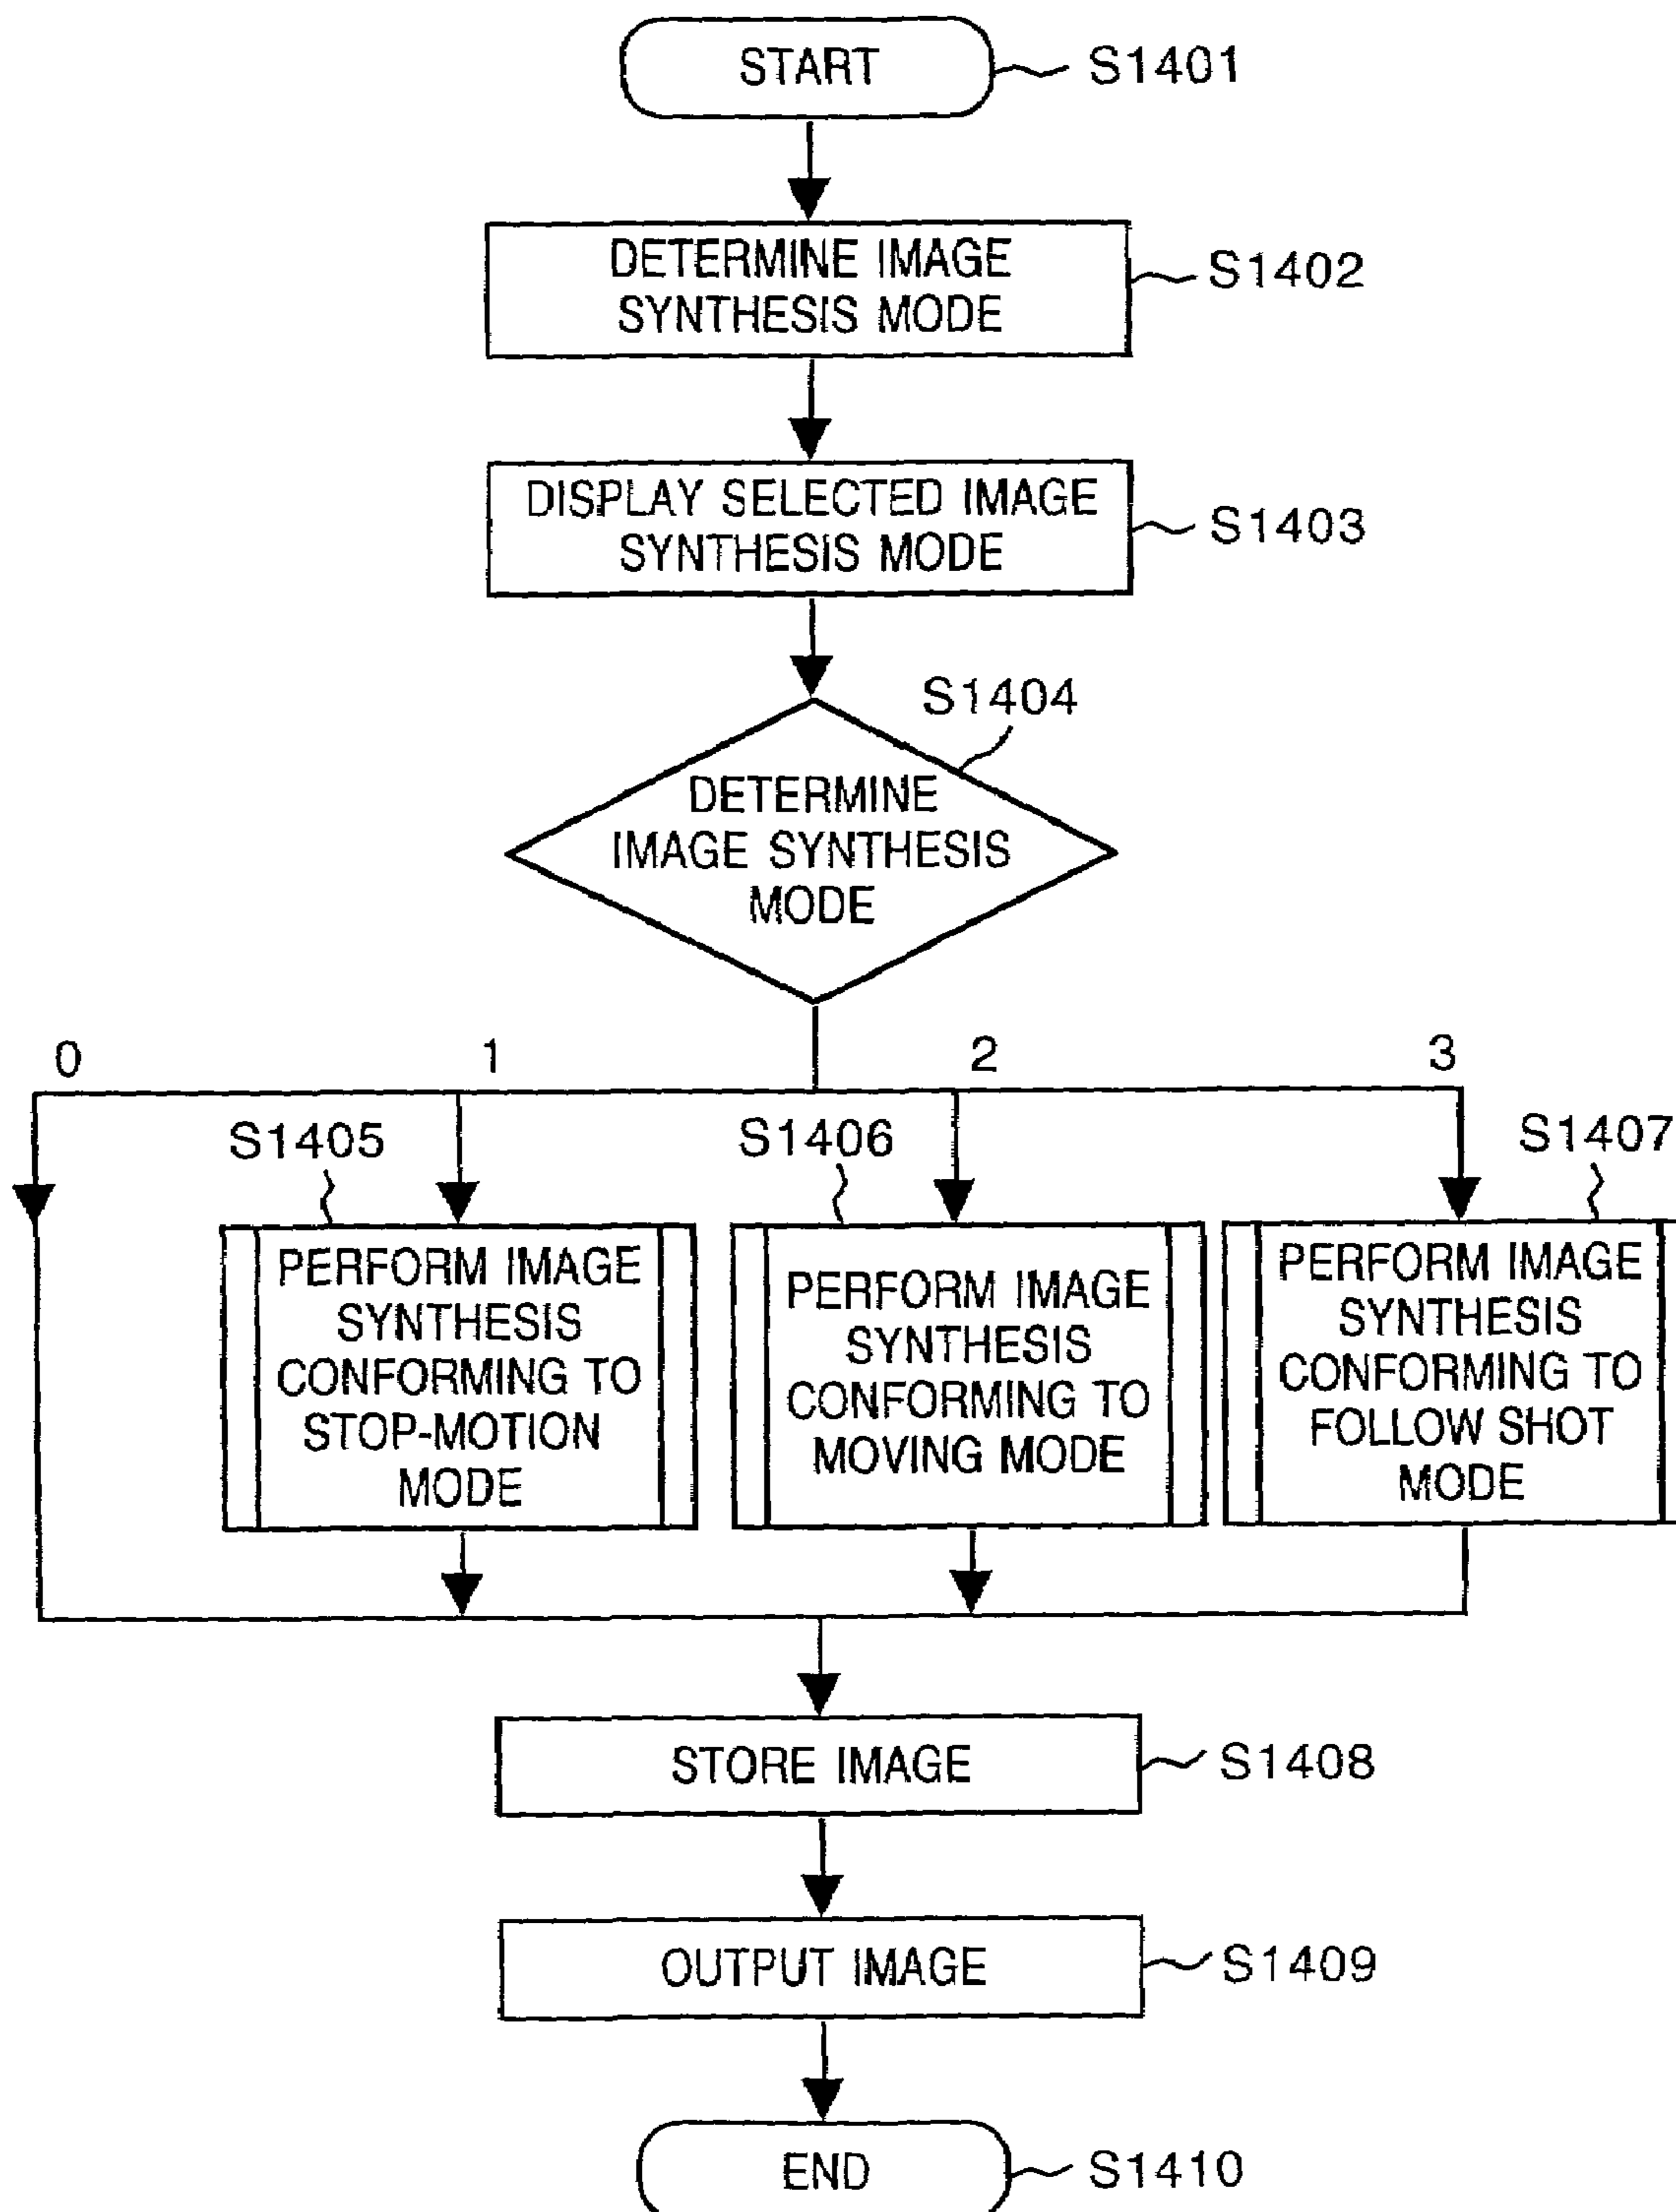 START
S1401
DETERMINE IMAGE
SYNTHESIS MODE
S1402
DISPLAY SELECTED IMAGE
SYNTHESIS MODE
S1403
S1404
DETERMINE
IMAGE SYNTHESIS
MODE
0
1
2
3
S1405
S1406
S1407
PERFORM IMAGE
SYNTHESIS
CONFORMING TO
STOP-MOTION
MODE
PERFORM IMAGE
SYNTHESIS
CONFORMING TO
MOVING MODE
PERFORM IMAGE
SYNTHESIS
CONFORMING TO
FOLLOW SHOT
MODE
STORE IMAGE
S1408
OUTPUT IMAGE
S1409
END
S1410